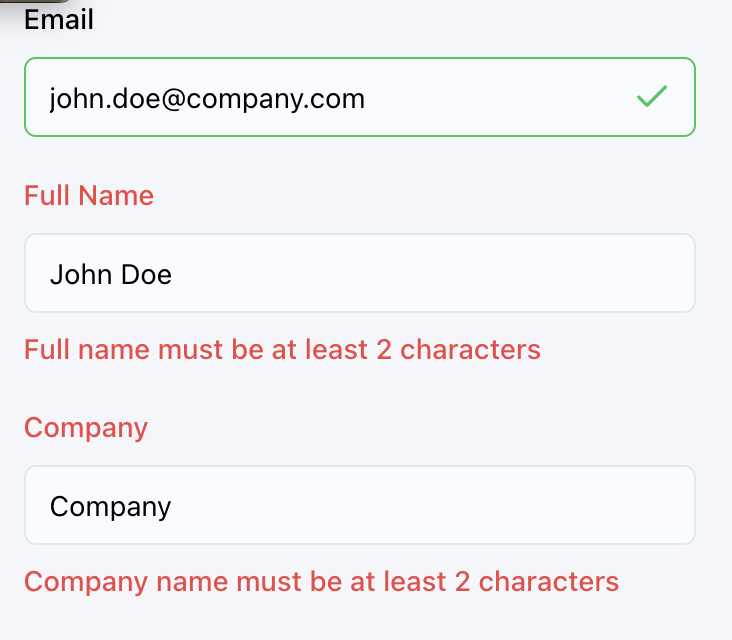 Email
john.doe@company.com
Full Name
John Doe
Full name must be at least 2 characters
Company
Company
Company name must be at least 2 characters